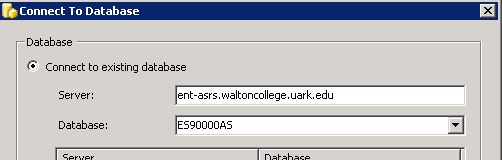 Connect To Database
Database
Connect to existing database
Server: ent-asrs.waltoncollege.uark.edu
Database: ES90000AS
Server Database